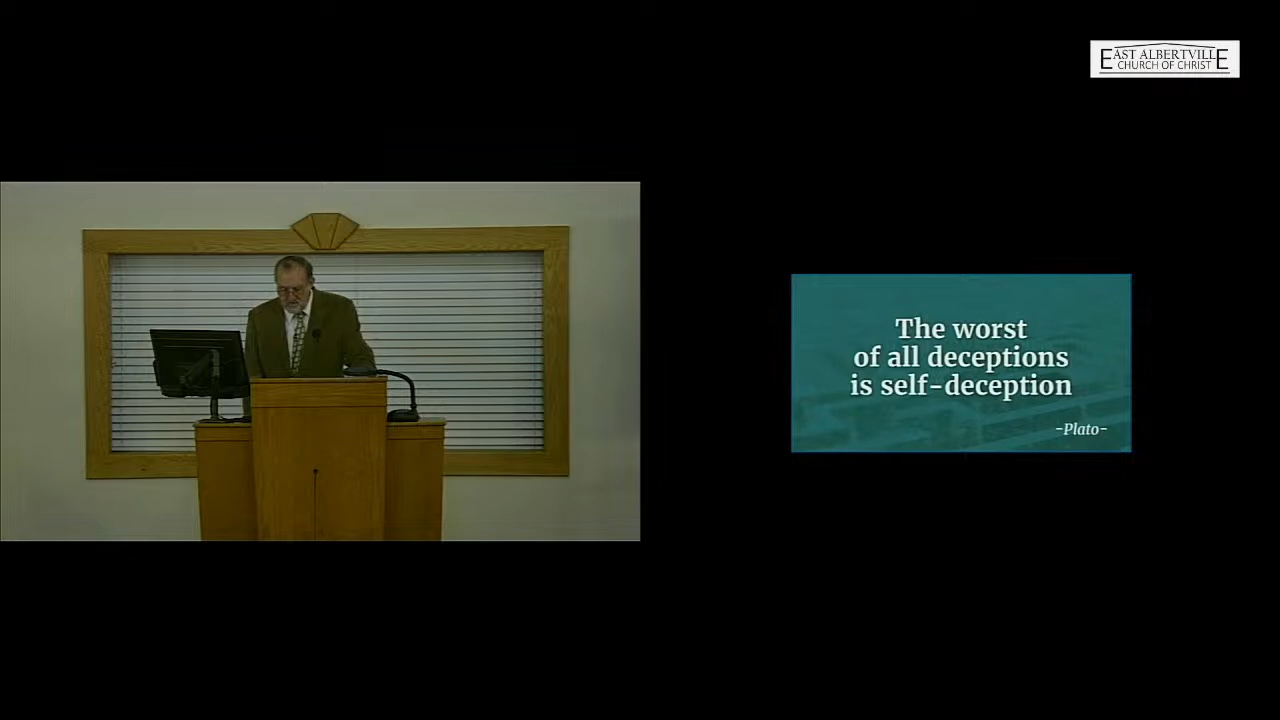 EAST ALBERTVILLE
CHURCH OF CHRIST
The worst
of all deceptions
is self-deception
-Plato-